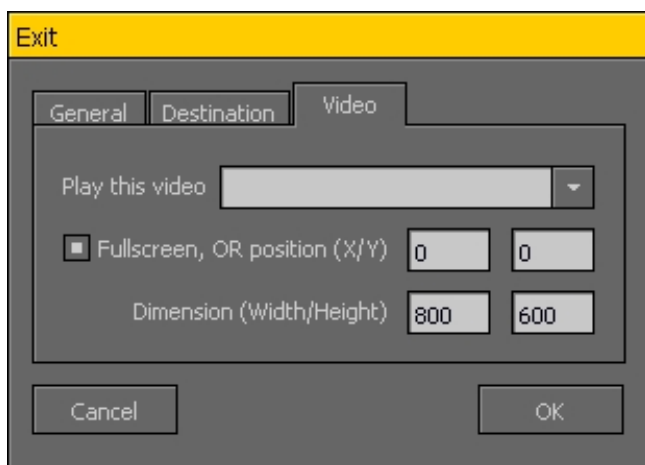 Exit
General Destination Video
Play this video
Fullscreen, OR position (X/Y) 0 0
Dimension (Width/Height) 800 600
Cancel OK